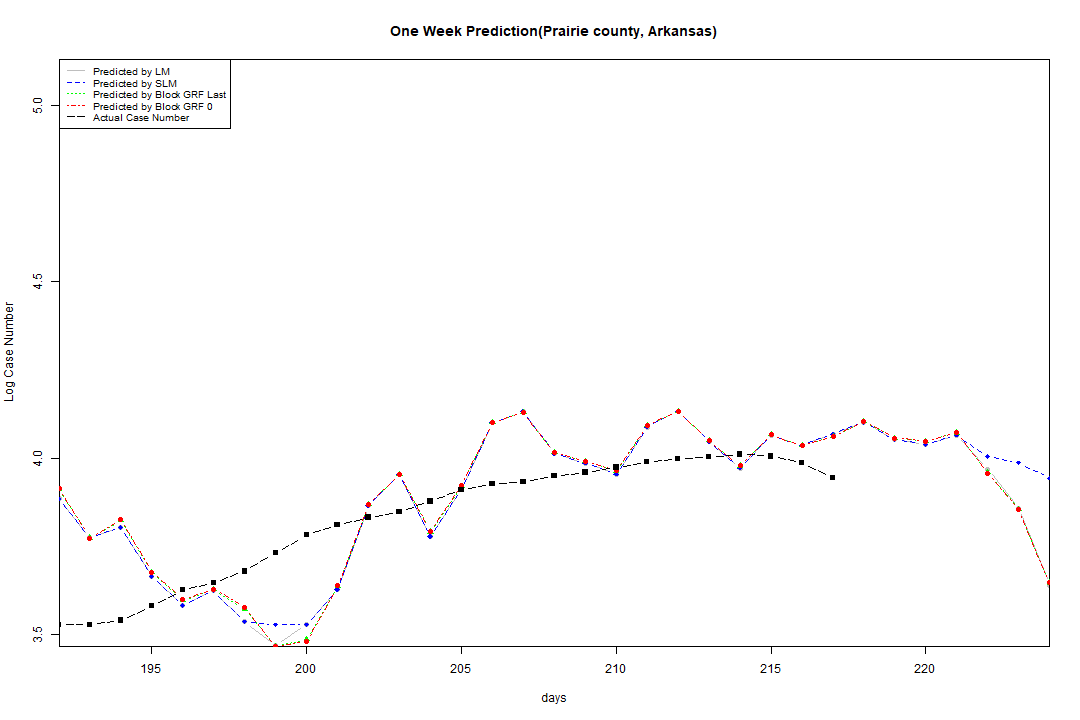 One Week Prediction(Prairie county, Arkansas)
Predicted by LM
Predicted by SLM
Predicted by Block GRF Last
Predicted by Block GRF 0
Actual Case Number
5.0
4.5
4.0
3.5
Log Case Number
195 200 205 210 215 220
days